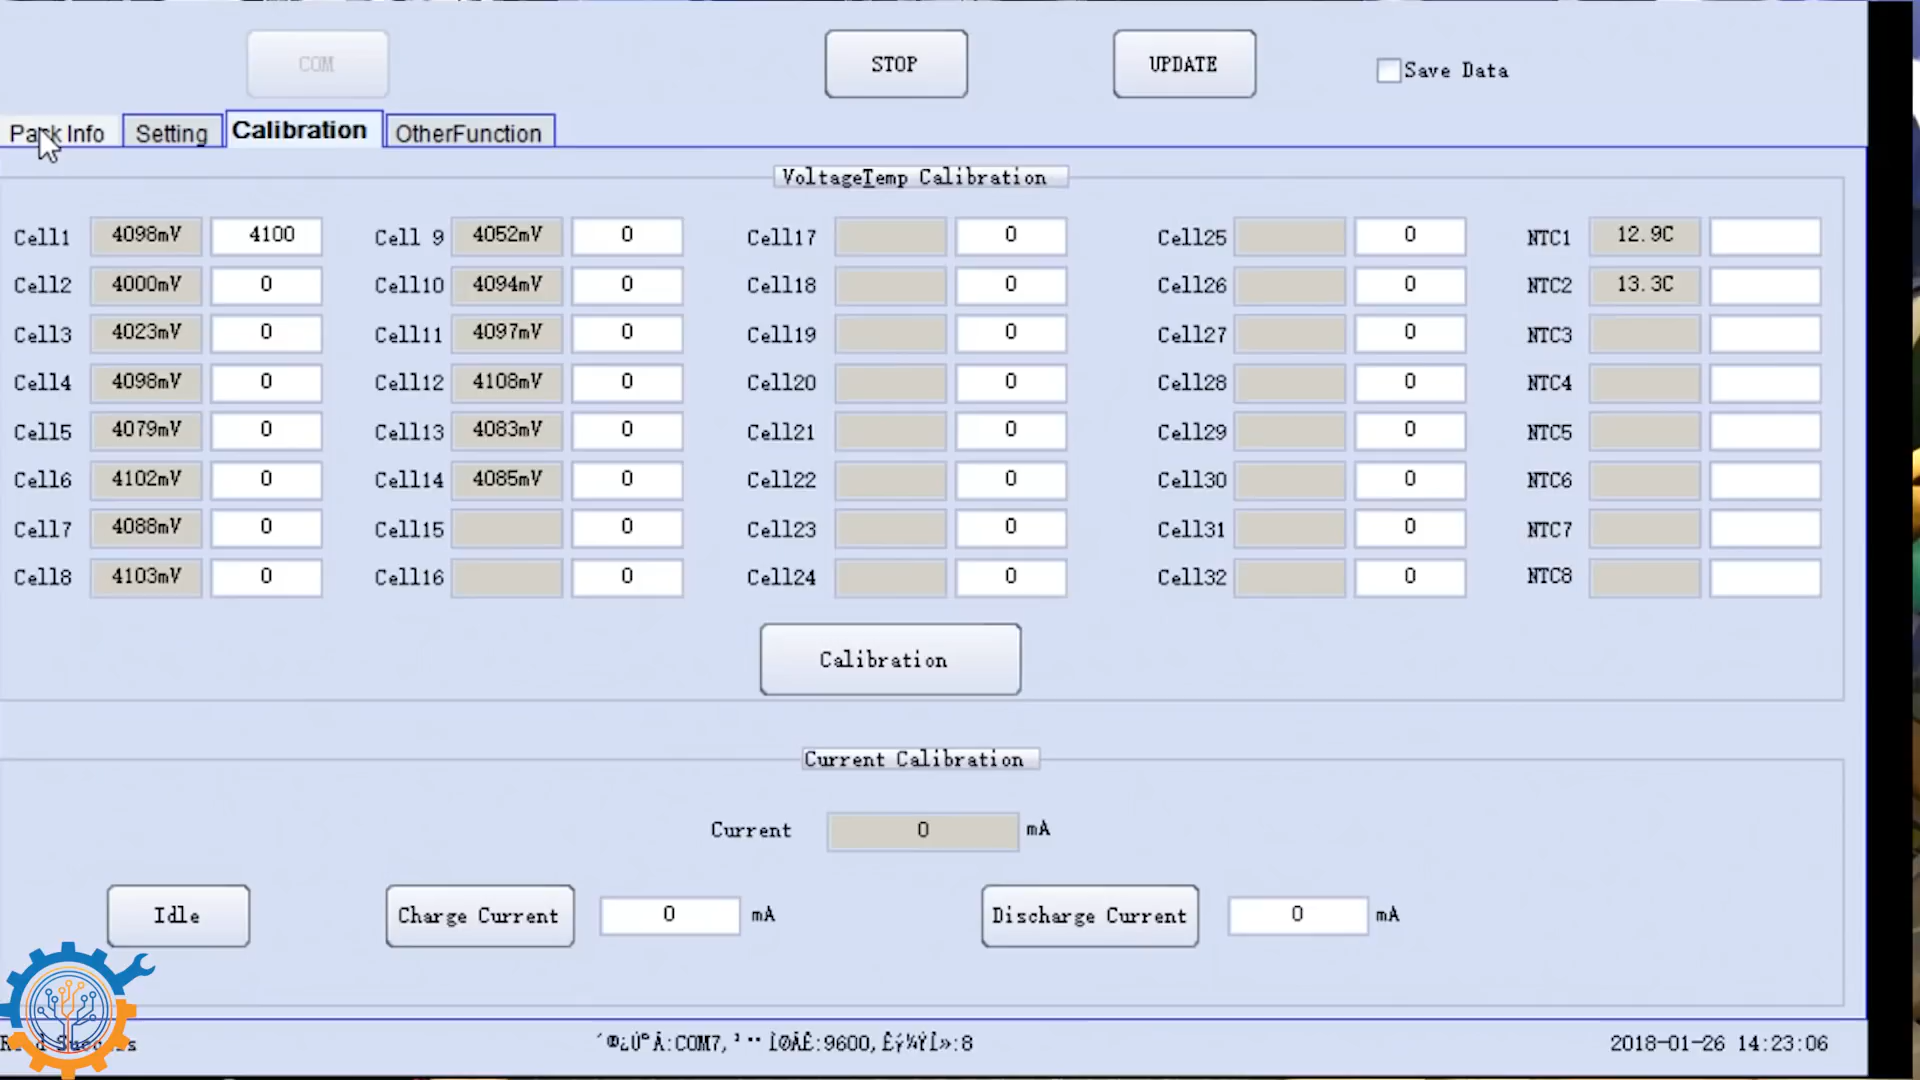 COM STOP UPDATE Save Data
Pack Info Setting Calibration OtherFunction
VoltageTemp Calibration
Cell1 4098mV 4100 Cell 9 4052mV 0 Cell17 0 Cell25 0 NTC1 12.9C
Cell2 4000mV 0 Cell10 4094mV 0 Cell18 0 Cell26 0 NTC2 13.3C
Cell3 4023mV 0 Cell11 4097mV 0 Cell19 0 Cell27 0 NTC3
Cell4 4098mV 0 Cell12 4108mV 0 Cell20 0 Cell28 0 NTC4
Cell5 4079mV 0 Cell13 4083mV 0 Cell21 0 Cell29 0 NTC5
Cell6 4102mV 0 Cell14 4085mV 0 Cell22 0 Cell30 0 NTC6
Cell7 4088mV 0 Cell15 0 Cell23 0 Cell31 0 NTC7
Cell8 4103mV 0 Cell16 0 Cell24 0 Cell32 0 NTC8
Calibration
Current Calibration
Current 0 mA
Idle Charge Current 0 mA Discharge Current 0 mA
:COM7, :9600, :8 2018-01-26 14:23:06